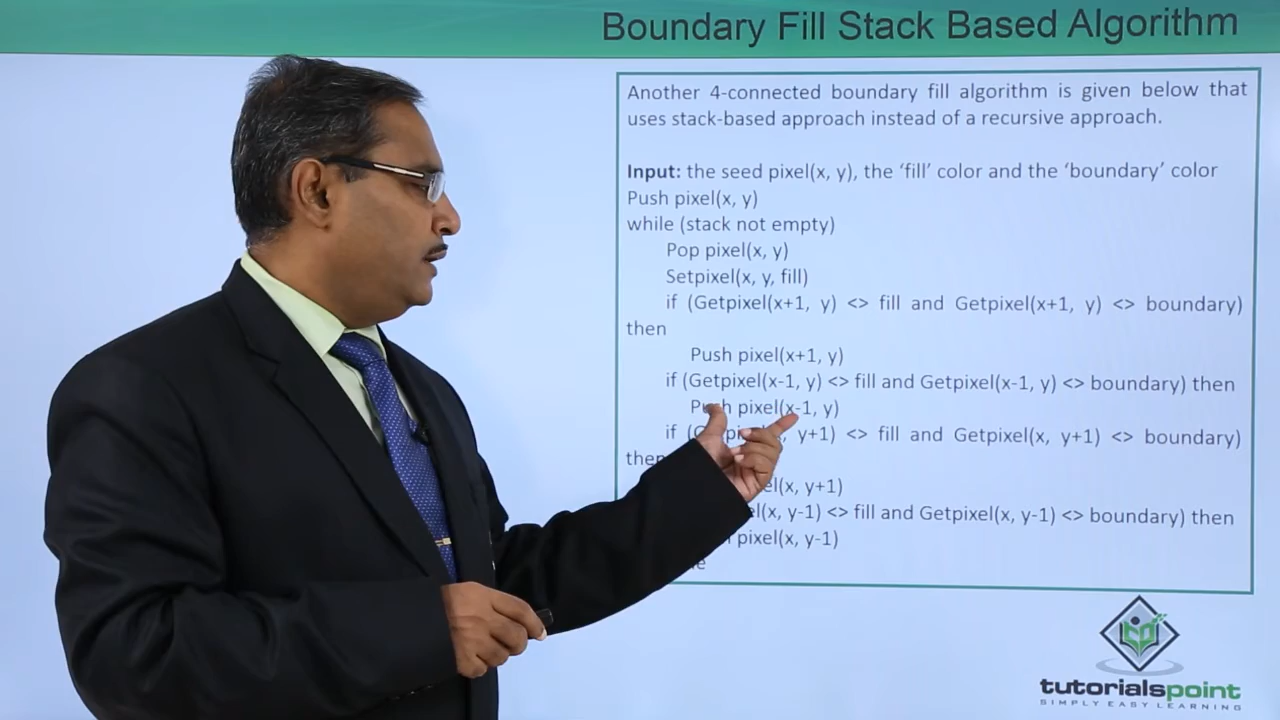 Boundary Fill Stack Based Algorithm
Another 4-connected boundary fill algorithm is given below that
uses stack-based approach instead of a recursive approach.
Input: the seed pixel(x, y), the ‘fill’ color and the ‘boundary’ color
Push pixel(x, y)
while (stack not empty)
Pop pixel(x, y)
Setpixel(x, y, fill)
if (Getpixel(x+1, y) <> fill and Getpixel(x+1, y) <> boundary)
then
Push pixel(x+1, y)
if (Getpixel(x-1, y) <> fill and Getpixel(x-1, y) <> boundary) then
Push pixel(x-1, y)
if y+1) <> fill and Getpixel(x, y+1) <> boundary)
then
el(x, y+1)
el(x, y-1) <> fill and Getpixel(x, y-1) <> boundary) then
pixel(x, y-1)
tutorialspoint
SIMPLY EASY LEARNING